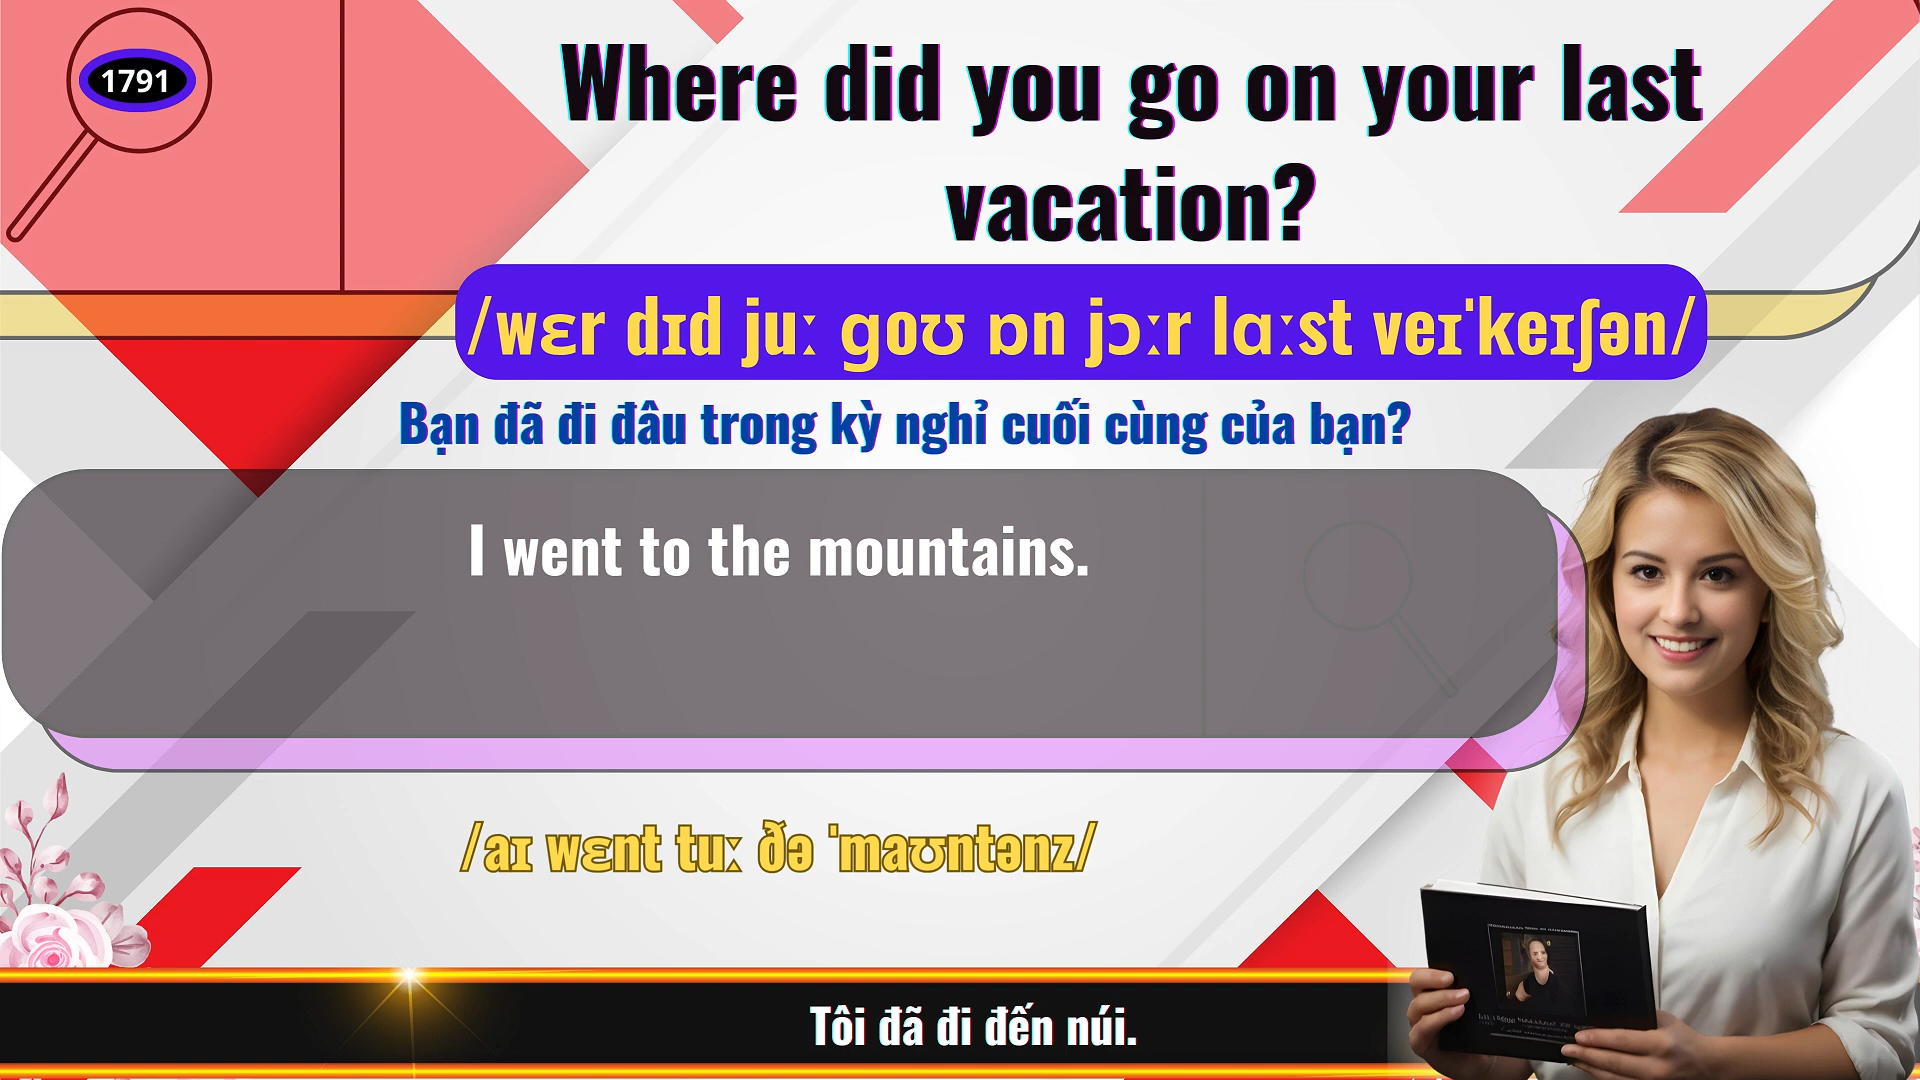 1791
Where did you go on your last
vacation?
/wɛr dɪd juː ɡoʊ ɒn jɔːr lɑːst veɪˈkeɪʃən/
Bạn đã đi đâu trong kỳ nghỉ cuối cùng của bạn?
I went to the mountains.
/aɪ wɛnt tuː ðə ˈmaʊntənz/
Tôi đã đi đến núi.